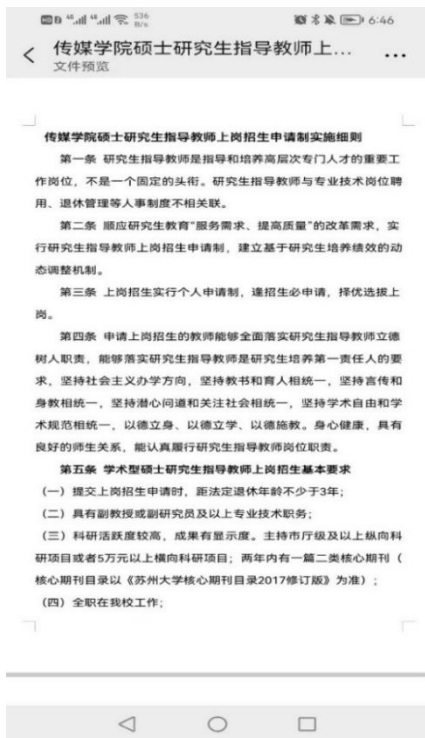 536
B/s
6:46
传媒学院硕士研究生指导教师上...
文件预览
传媒学院硕士研究生指导教师上岗招生申请制实施细则
第一条 研究生指导教师是指导和培养高层次专门人才的重要工
作岗位，不是一个固定的头衔。研究生指导教师与专业技术岗位聘
用、退休管理等人事制度不相关联。
第二条 顺应研究生教育“服务需求、提高质量”的改革需求，实
行研究生指导教师上岗招生申请制，建立基于研究生培养绩效的动
态调整机制。
第三条 上岗招生实行个人申请制，逢招生必申请，择优选拔上
岗。
第四条 申请上岗招生的教师能够全面落实研究生指导教师立德
树人职责，能够落实研究生指导教师是研究生培养第一责任人的要
求，坚持社会主义办学方向，坚持教书和育人相统一，坚持言传和
身教相统一，坚持潜心问道和关注社会相统一，坚持学术自由和学
术规范相统一，以德立身、以德立学、以德施教。身心健康，具有
良好的师生关系，能认真履行研究生指导教师岗位职责。
第五条 学术型硕士研究生指导教师上岗招生基本要求
（一）提交上岗招生申请时，距法定退休年龄不少于3年；
（二）具有副教授或副研究员及以上专业技术职务；
（三）科研活跃度较高，成果有显示度。主持市厅级及以上纵向科
研项目或者5万元以上横向科研项目；两年内有一篇二类核心期刊（
核心期刊目录以《苏州大学核心期刊目录2017修订版》为准）；
（四）全职在我校工作；